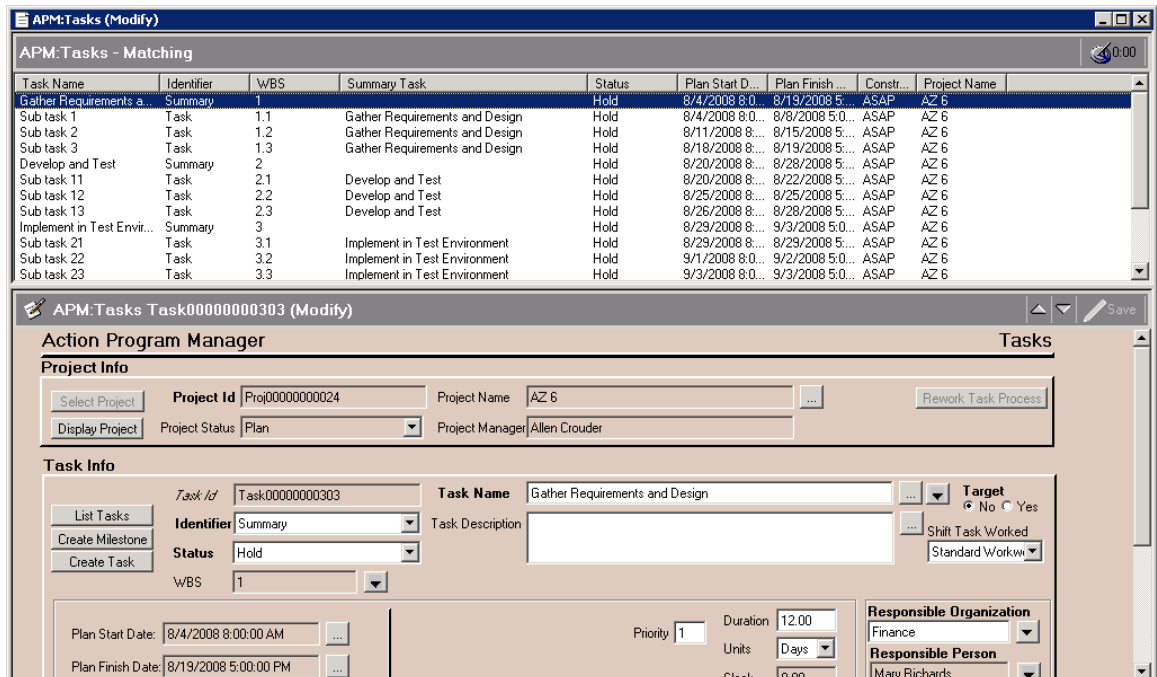 APM:Tasks (Modify)
APM:Tasks - Matching 0:00
Task Name Identifier WBS Summary Task Status Plan Start D... Plan Finish ... Constr... Project Name
Gather Requirements a... Summary 1 Hold 8/4/2008 8:0... 8/19/2008 5:... ASAP AZ 6
Sub task 1 Task 1.1 Gather Requirements and Design Hold 8/4/2008 8:0... 8/8/2008 5:0... ASAP AZ 6
Sub task 2 Task 1.2 Gather Requirements and Design Hold 8/11/2008 8:... 8/15/2008 5:... ASAP AZ 6
Sub task 3 Task 1.3 Gather Requirements and Design Hold 8/18/2008 8:... 8/19/2008 5:... ASAP AZ 6
Develop and Test Summary 2 Hold 8/20/2008 8:... 8/28/2008 5:... ASAP AZ 6
Sub task 11 Task 2.1 Develop and Test Hold 8/20/2008 8:... 8/22/2008 5:... ASAP AZ 6
Sub task 12 Task 2.2 Develop and Test Hold 8/25/2008 8:... 8/25/2008 5:... ASAP AZ 6
Sub task 13 Task 2.3 Develop and Test Hold 8/26/2008 8:... 8/28/2008 5:... ASAP AZ 6
Implement in Test Envir... Summary 3 Hold 8/29/2008 8:... 9/3/2008 5:0... ASAP AZ 6
Sub task 21 Task 3.1 Implement in Test Environment Hold 8/29/2008 8:... 8/29/2008 5:... ASAP AZ 6
Sub task 22 Task 3.2 Implement in Test Environment Hold 9/1/2008 8:0... 9/2/2008 5:0... ASAP AZ 6
Sub task 23 Task 3.3 Implement in Test Environment Hold 9/3/2008 8:0... 9/3/2008 5:0... ASAP AZ 6
APM:Tasks Task00000000303 (Modify) Save
Action Program Manager Tasks
Project Info
Select Project Project Id Proj00000000024 Project Name AZ 6 ... Rework Task Process
Display Project Project Status Plan Project Manager Allen Crouder
Task Info
Task Id Task00000000303 Task Name Gather Requirements and Design ... Target
No Yes
List Tasks Identifier Summary Task Description ... Shift Task Worked
Create Milestone Status Hold Standard Workw
Create Task
WBS 1
Plan Start Date: 8/4/2008 8:00:00 AM ... Priority 1 Duration 12.00 Responsible Organization
Finance
Units Days
Plan Finish Date: 8/19/2008 5:00:00 PM ... Responsible Person
Slack 0.00 Mary Richards